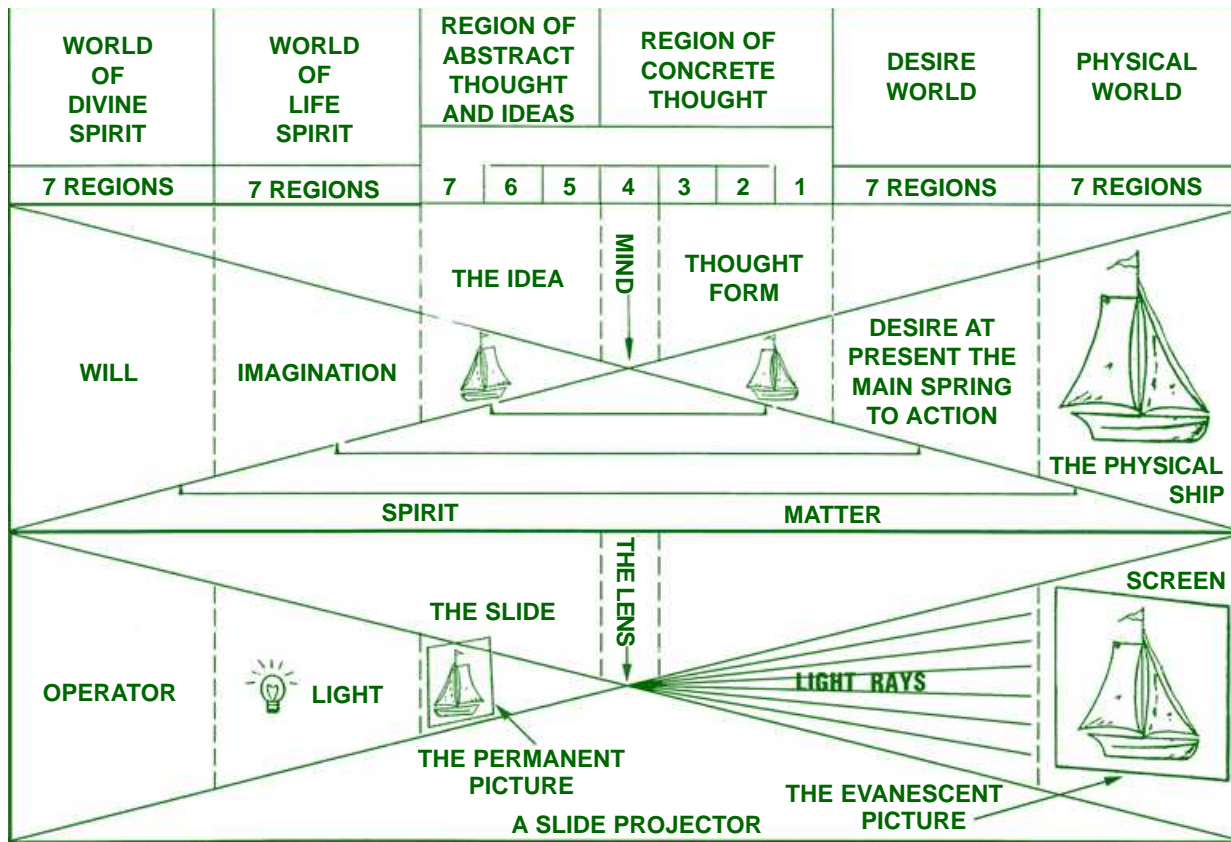 WORLD
OF
DIVINE
SPIRIT
WORLD
OF
LIFE
SPIRIT
REGION OF
ABSTRACT
THOUGHT
AND IDEAS
REGION OF
CONCRETE
THOUGHT
DESIRE
WORLD
PHYSICAL
WORLD
7 REGIONS
7 REGIONS
7
6
5
4
3
2
1
7 REGIONS
7 REGIONS
WILL
IMAGINATION
THE IDEA
MIND
THOUGHT
FORM
DESIRE AT
PRESENT THE
MAIN SPRING
TO ACTION
THE PHYSICAL
SHIP
SPIRIT
MATTER
OPERATOR
LIGHT
THE SLIDE
THE PERMANENT
PICTURE
THE LENS
LIGHT RAYS
SCREEN
THE EVANESCENT
PICTURE
A SLIDE PROJECTOR